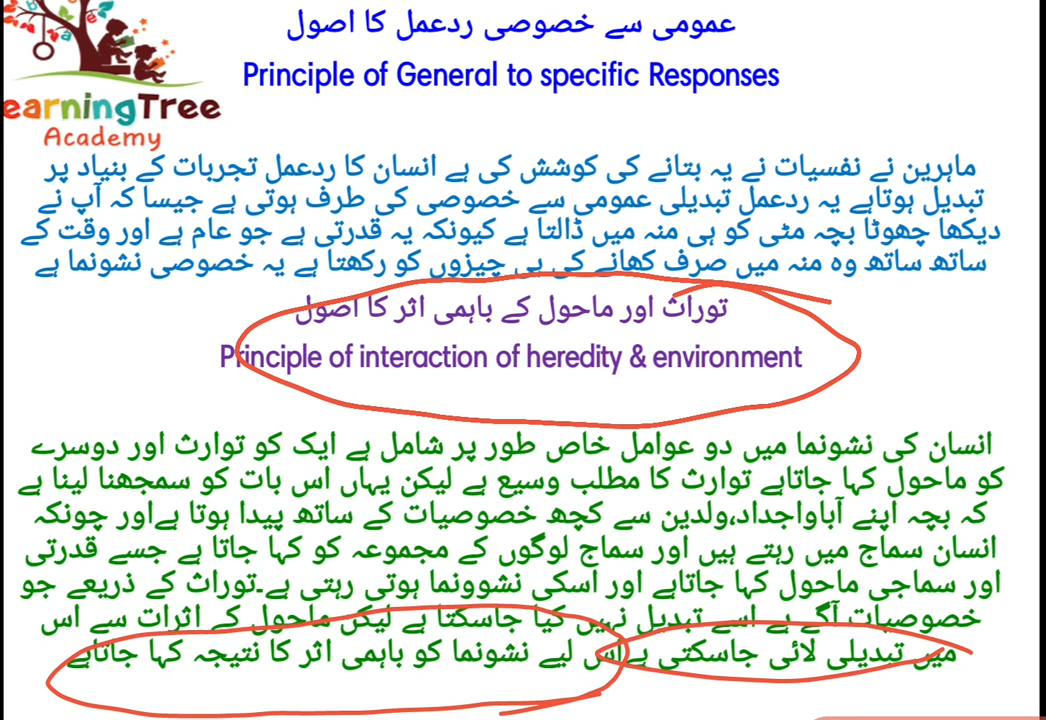 عمومی سے خصوصی ردعمل کا اصول
Principle of General to specific Responses
earningTree
Academy
ماہرین نے نفسیات نے یہ بتانے کی کوشش کی ہے انسان کا ردعمل تجربات کے بنیاد پر
تبدیل ہوتاہے یہ ردعمل تبدیلی عمومی سے خصوصی کی طرف ہوتی ہے جیسا کہ آپ نے
دیکھا چھوٹا بچہ مٹی کو ہی منہ میں ڈالتا ہے کیونکہ یہ قدرتی ہے جو عام ہے اور وقت کے
ساتھ ساتھ وہ منہ میں صرف کھانے کی ہی چیزوں کو رکھتا ہے یہ خصوصی نشونما ہے
توراث اور ماحول کے باہمی اثر کا اصول
Principle of interaction of heredity & environment
انسان کی نشونما میں دو عوامل خاص طور پر شامل ہے ایک کو توارث اور دوسرے
کو ماحول کہا جاتاہے توارث کا مطلب وسیع ہے لیکن یہاں اس بات کو سمجھنا لینا ہے
کہ بچہ اپنے آباواجداد،ولدین سے کچھ خصوصیات کے ساتھ پیدا ہوتا ہےاور چونکہ
انسان سماج میں رہتے ہیں اور سماج لوگوں کے مجموعہ کو کہا جاتا ہے جسے قدرتی
اور سماجی ماحول کہا جاتاہے اور اسکی نشوونما ہوتی رہتی ہے۔توراث کے ذریعے جو
خصوصیات آگے ہے اسے تبدیل نہیں کیا جاسکتا ہے لیکن ماحول کے اثرات سے اس
میں تبدیلی لائی جاسکتی ہےاس لیے نشونما کو باہمی اثر کا نتیجہ کہا جاتاہے